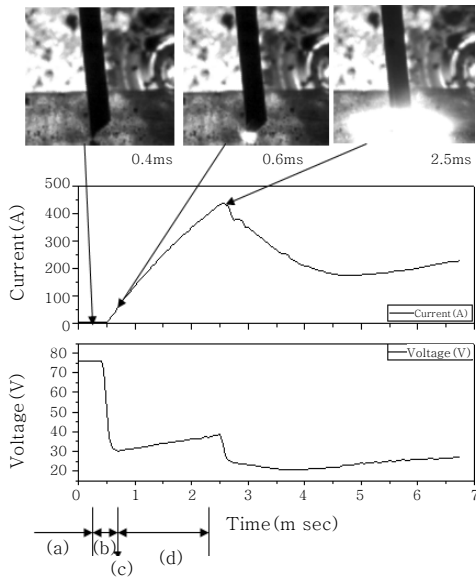 0.4ms
0.6ms
2.5ms
500
400
300
200
100
0
Current(A)
Current(A)
80
70
60
50
40
30
20
Voltage(V)
Voltage(V)
0 1 2 3 4 5 6 7
Time(m sec)
(a) (b) (c) (d)